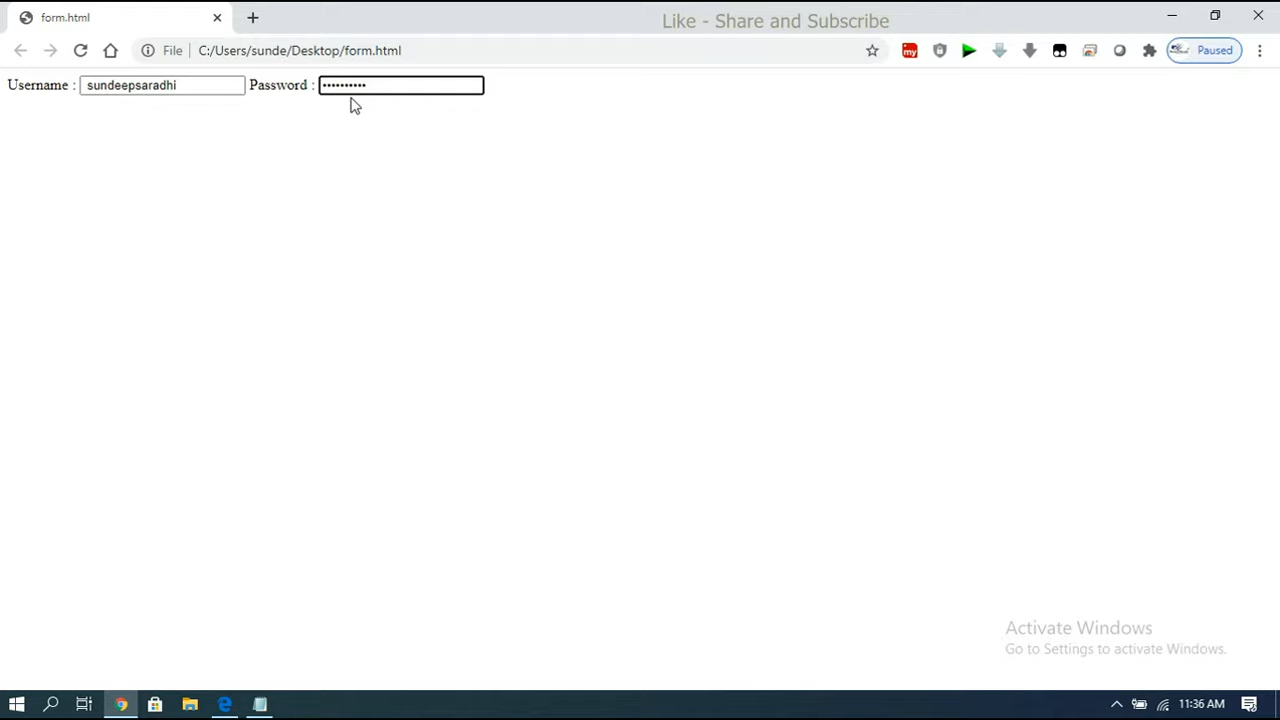 form.html
Like - Share and Subscribe
File C:/Users/sunde/Desktop/form.html
my
Paused
Username : sundeepsaradhi Password : ••••••••••
Activate Windows
Go to Settings to activate Windows.
11:36 AM